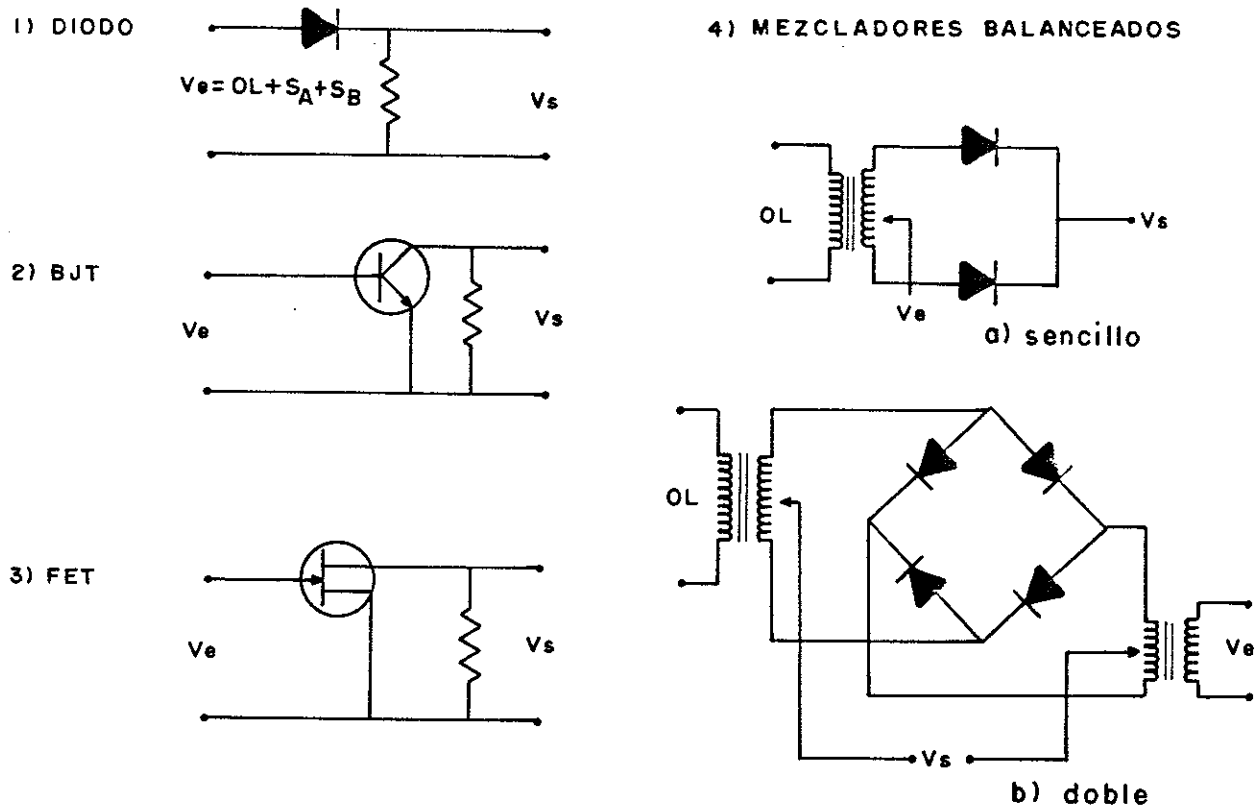 1) DIODO
Ve = OL + SA + SB
Vs
2) BJT
Ve
Vs
3) FET
Ve
Vs
4) MEZCLADORES BALANCEADOS
OL
Vs
Ve
a) sencillo
OL
Ve
Vs
b) doble